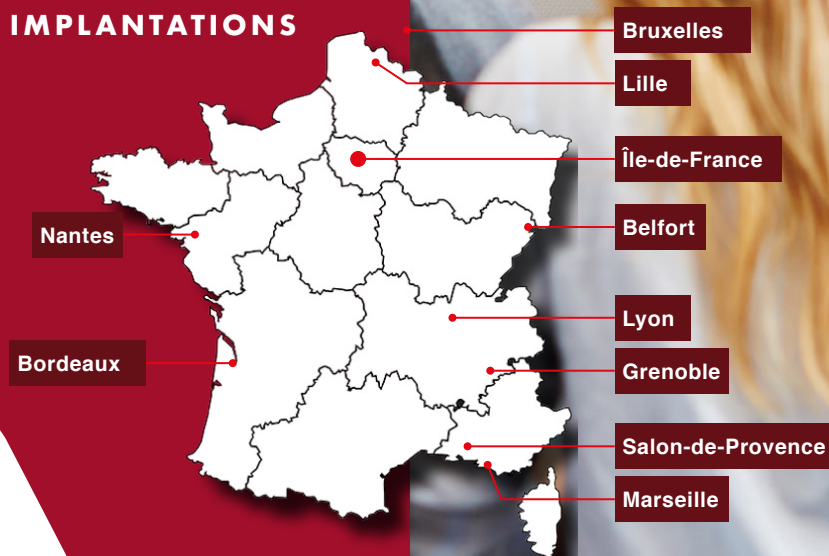 IMPLANTATIONS
Bruxelles
Lille
Île-de-France
Nantes
Belfort
Lyon
Bordeaux
Grenoble
Salon-de-Provence
Marseille